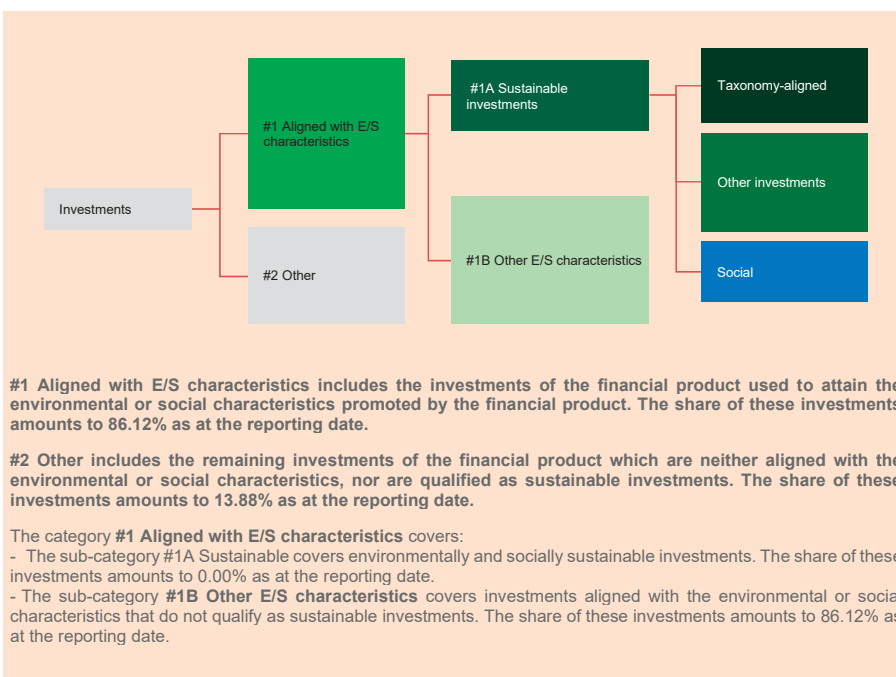 Investments
#1 Aligned with E/S
characteristics
#2 Other
#1A Sustainable
investments
#1B Other E/S characteristics
Taxonomy-aligned
Other investments
Social
#1 Aligned with E/S characteristics includes the investments of the financial product used to attain the
environmental or social characteristics promoted by the financial product. The share of these investments
amounts to 86.12% as at the reporting date.
#2 Other includes the remaining investments of the financial product which are neither aligned with the
environmental or social characteristics, nor are qualified as sustainable investments. The share of these
investments amounts to 13.88% as at the reporting date.
The category #1 Aligned with E/S characteristics covers:
- The sub-category #1A Sustainable covers environmentally and socially sustainable investments. The share of these
investments amounts to 0.00% as at the reporting date.
- The sub-category #1B Other E/S characteristics covers investments aligned with the environmental or social
characteristics that do not qualify as sustainable investments. The share of these investments amounts to 86.12% as
at the reporting date.